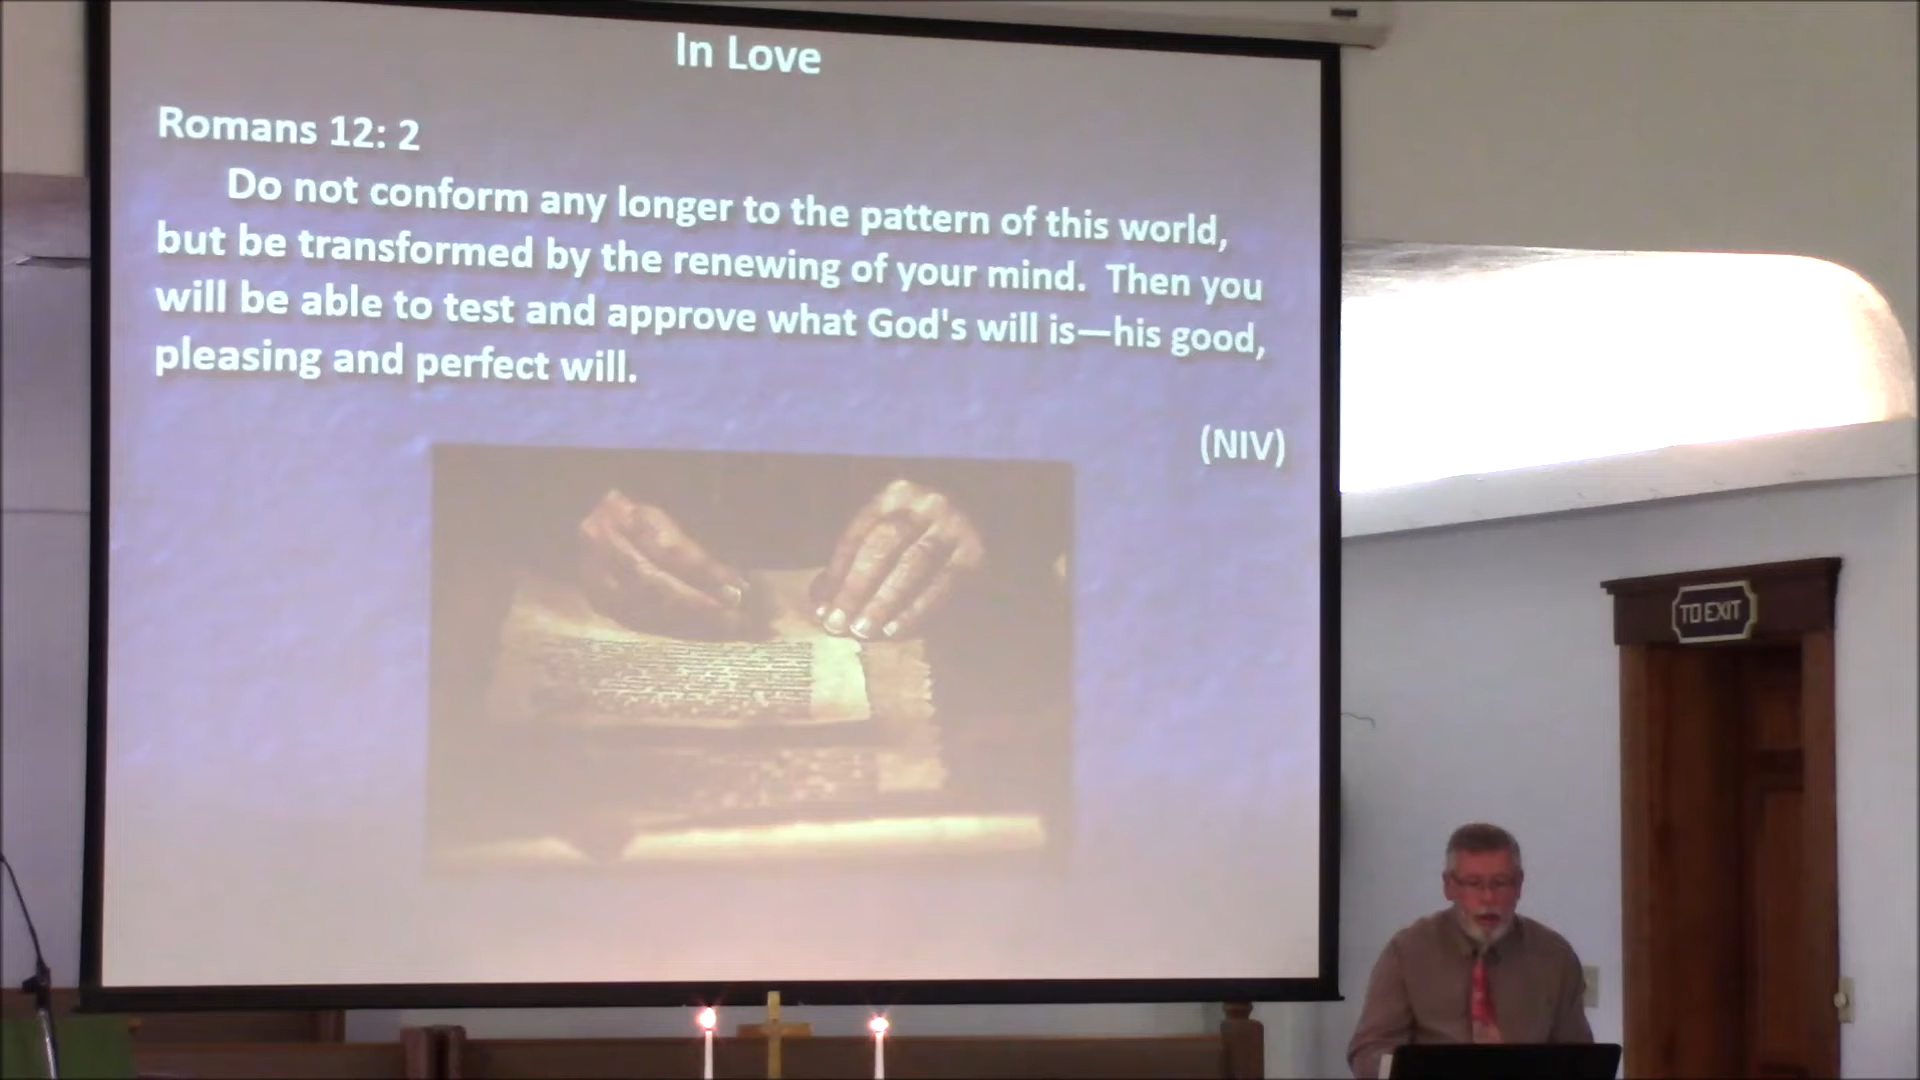 In Love
Romans 12: 2
Do not conform any longer to the pattern of this world,
but be transformed by the renewing of your mind.  Then you
will be able to test and approve what God's will is—his good,
pleasing and perfect will.
(NIV)
TO EXIT